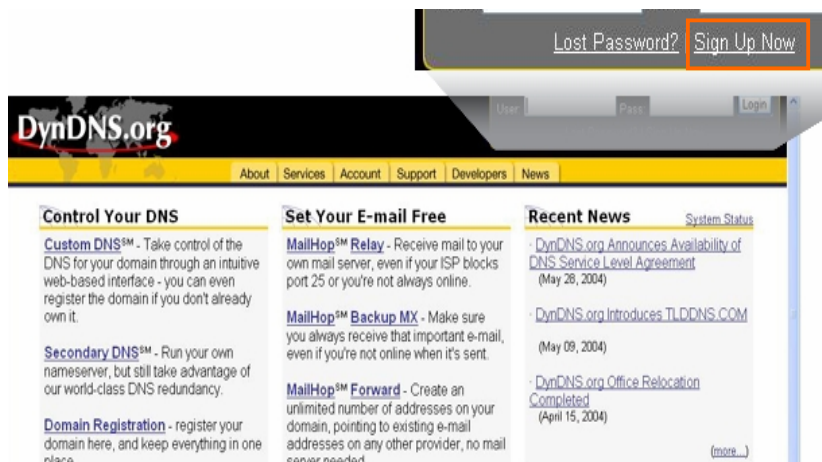 Lost Password? Sign Up Now
User: Pass: Login
DynDNS.org
About Services Account Support Developers News
Control Your DNS
Custom DNS℠ - Take control of the
DNS for your domain through an intuitive
web-based interface - you can even
register the domain if you don't already
own it.
Secondary DNS℠ - Run your own
nameserver, but still take advantage of
our world-class DNS redundancy.
Domain Registration - register your
domain here, and keep everything in one
place.
Set Your E-mail Free
MailHop℠ Relay - Receive mail to your
own mail server, even if your ISP blocks
port 25 or you're not always online.
MailHop℠ Backup MX - Make sure
you always receive that important e-mail,
even if you're not online when it's sent.
MailHop℠ Forward - Create an
unlimited number of addresses on your
domain, pointing to existing e-mail
addresses on any other provider, no mail
server needed.
Recent News System Status
· DynDNS.org Announces Availability of
DNS Service Level Agreement
(May 28, 2004)
· DynDNS.org Introduces TLDDNS.COM
(May 09, 2004)
· DynDNS.org Office Relocation
Completed
(April 15, 2004)
(more...)